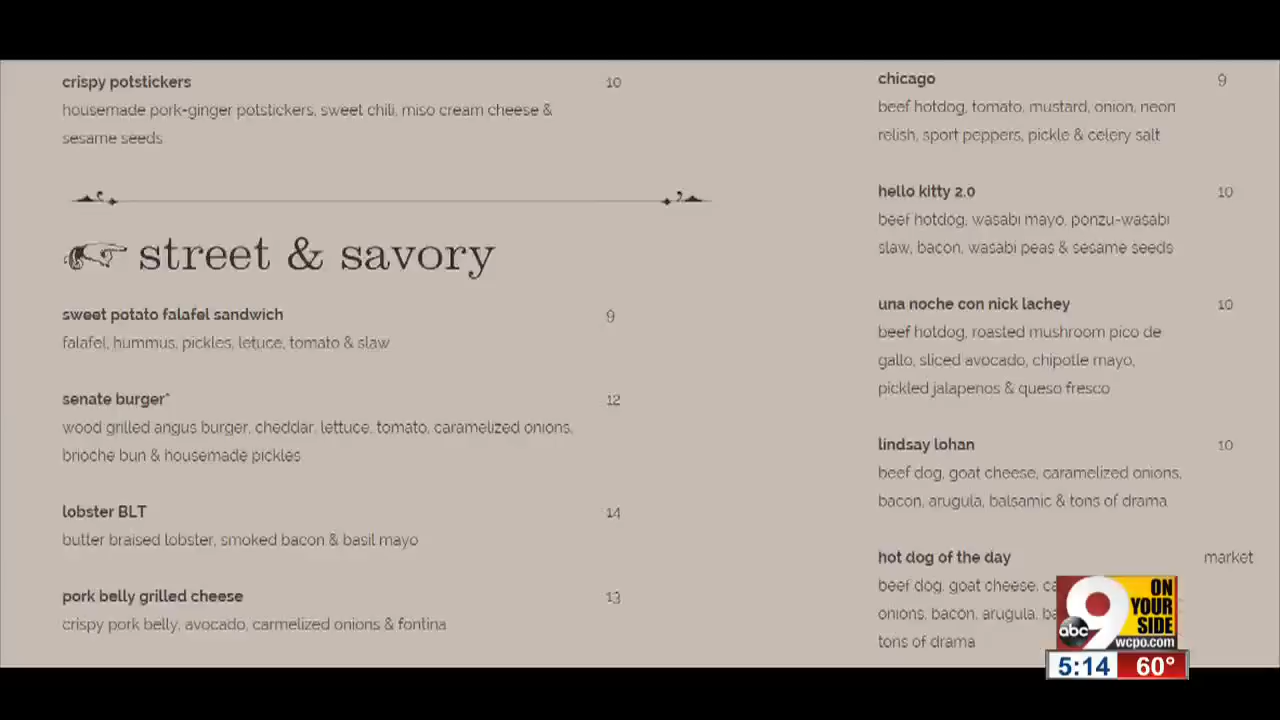 crispy potstickers 10
housemade pork-ginger potstickers, sweet chili, miso cream cheese &
sesame seeds
street & savory
sweet potato falafel sandwich 9
falafel, hummus, pickles, letuce, tomato & slaw
senate burger* 12
wood grilled angus burger, cheddar, lettuce, tomato, caramelized onions,
brioche bun & housemade pickles
lobster BLT 14
butter braised lobster, smoked bacon & basil mayo
pork belly grilled cheese 13
crispy pork belly, avocado, carmelized onions & fontina
chicago 9
beef hotdog, tomato, mustard, onion, neon
relish, sport peppers, pickle & celery salt
hello kitty 2.0 10
beef hotdog, wasabi mayo, ponzu-wasabi
slaw, bacon, wasabi peas & sesame seeds
una noche con nick lachey 10
beef hotdog, roasted mushroom pico de
gallo, sliced avocado, chipotle mayo,
pickled jalapenos & queso fresco
lindsay lohan 10
beef dog, goat cheese, caramelized onions,
bacon, arugula, balsamic & tons of drama
hot dog of the day market
beef dog, goat cheese,
onions, bacon, arugula,
tons of drama
abc 9 ON
YOUR
SIDE
wcpo.com
5:14 60°